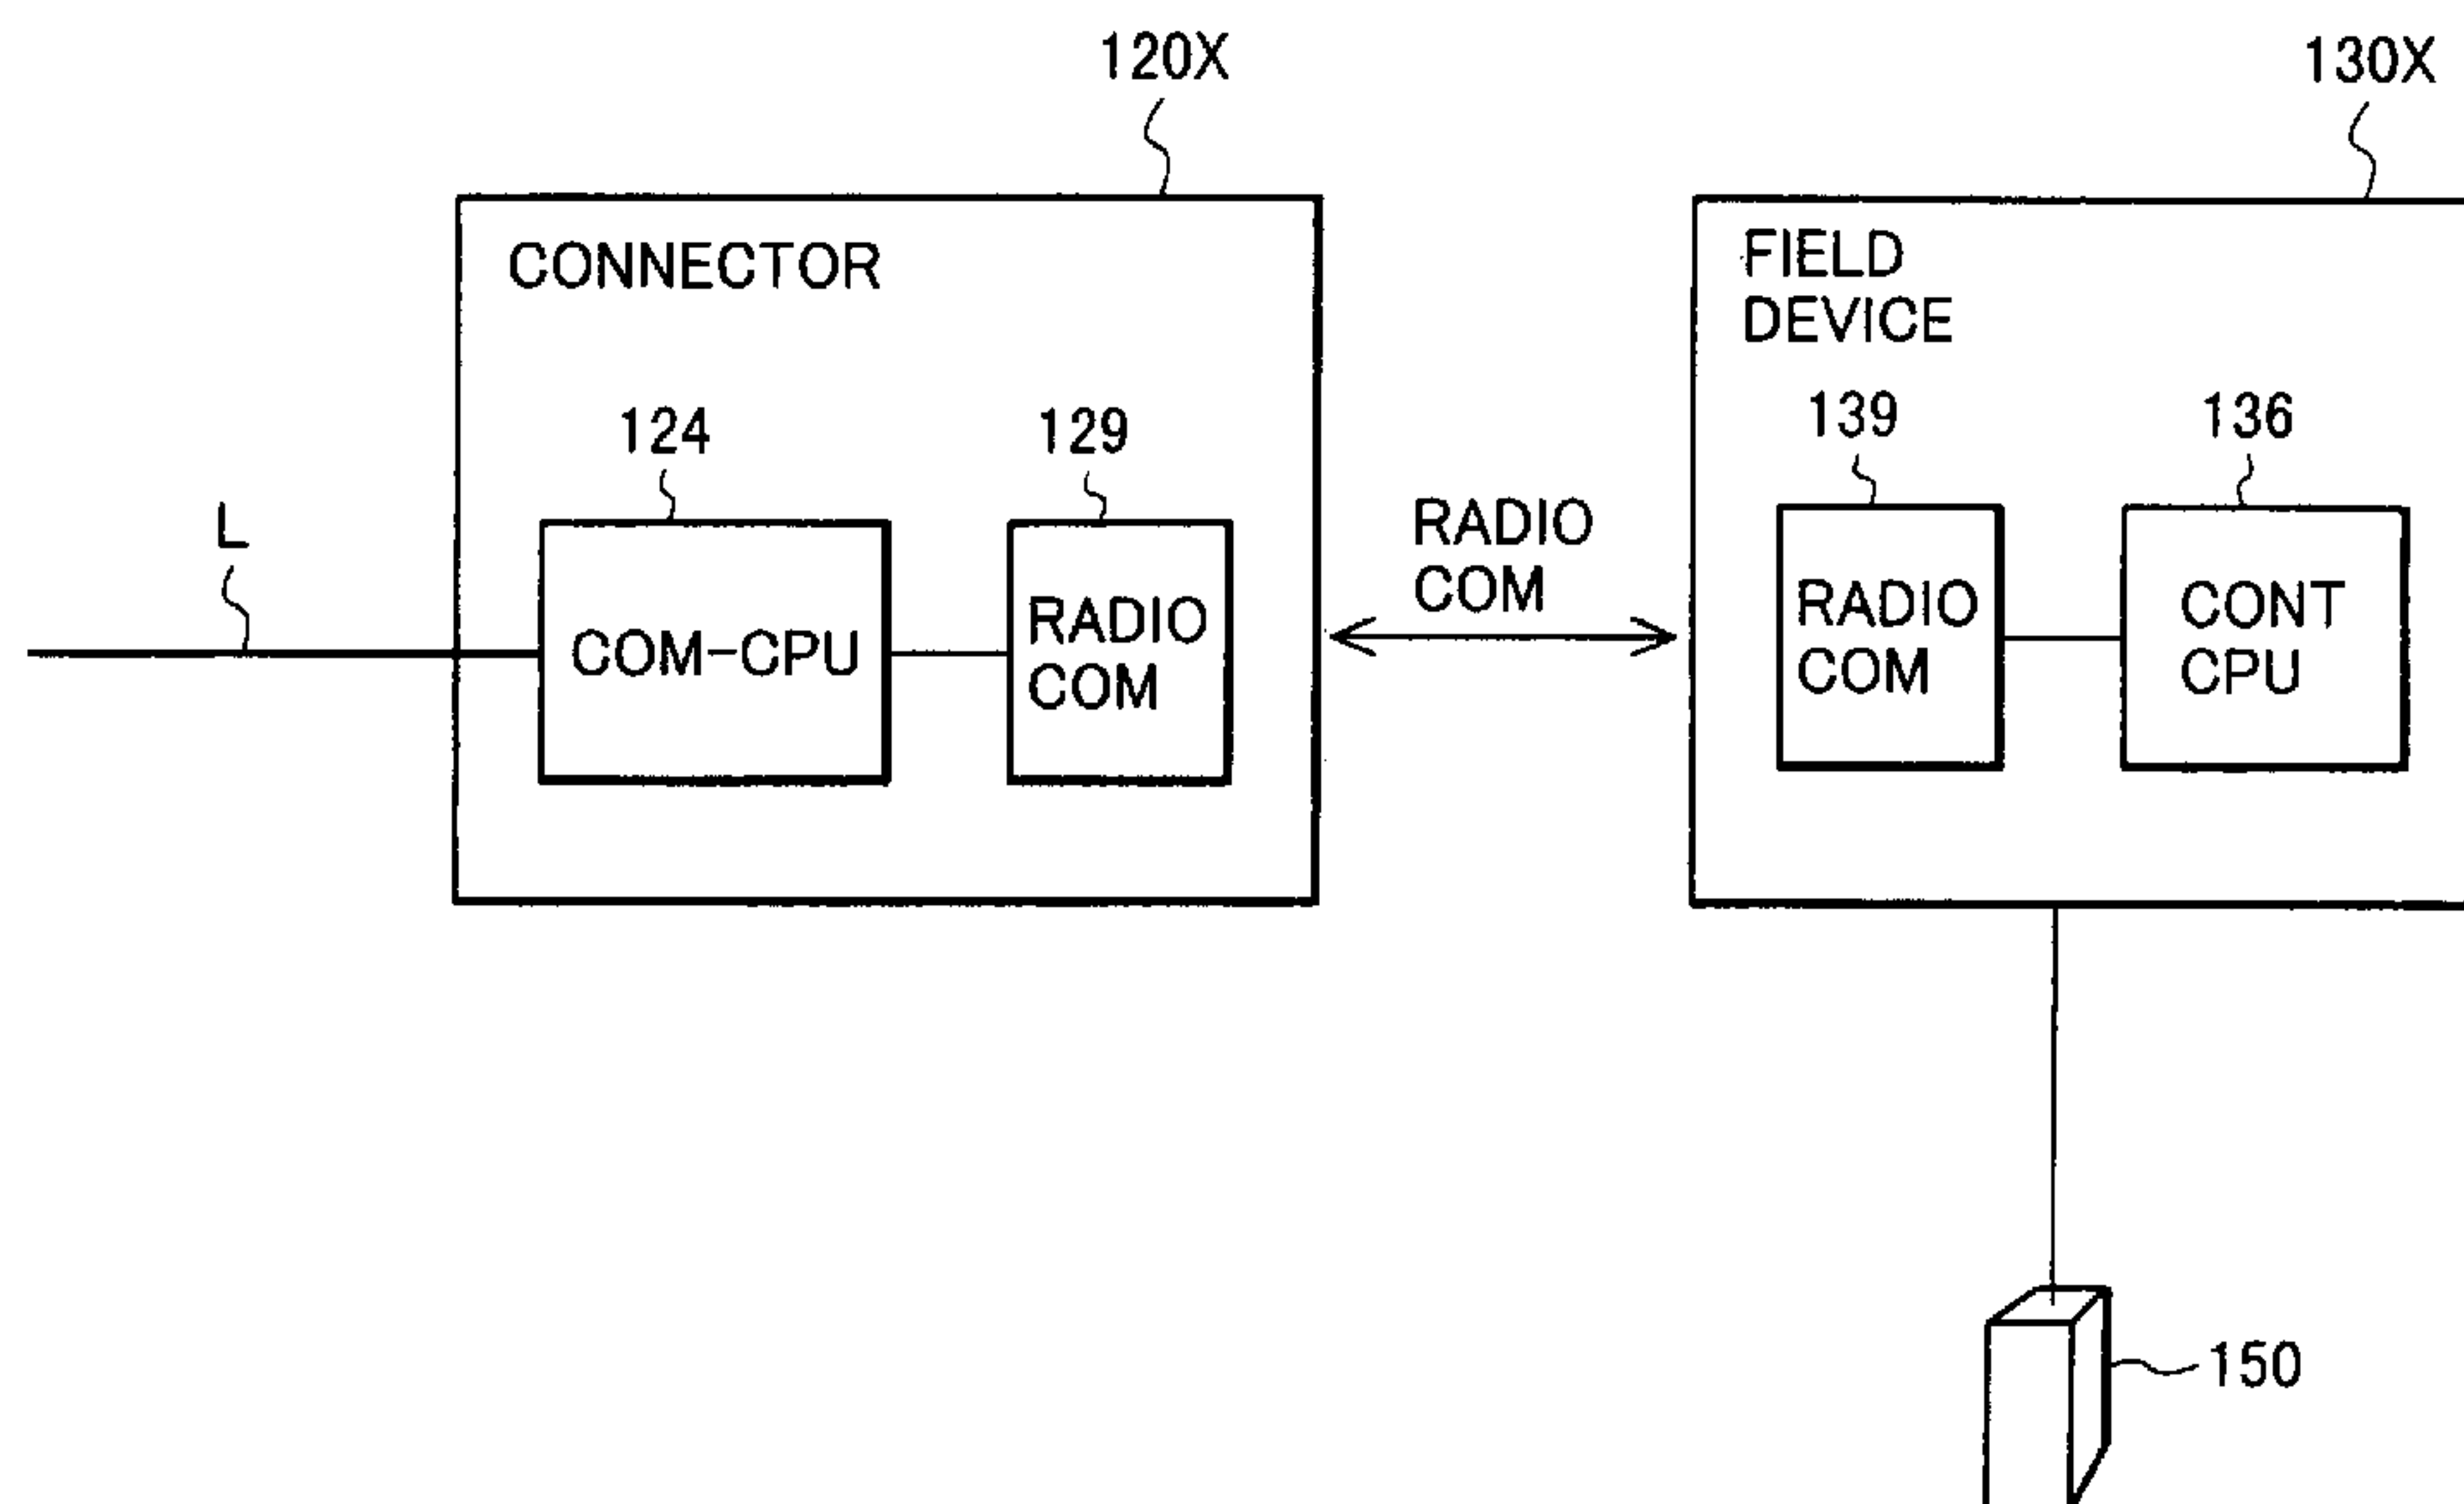 120X
130X
CONNECTOR
FIELD
DEVICE
124
129
139
136
L
RADIO
COM
COM-CPU
RADIO
COM
RADIO
COM
CONT
CPU
150